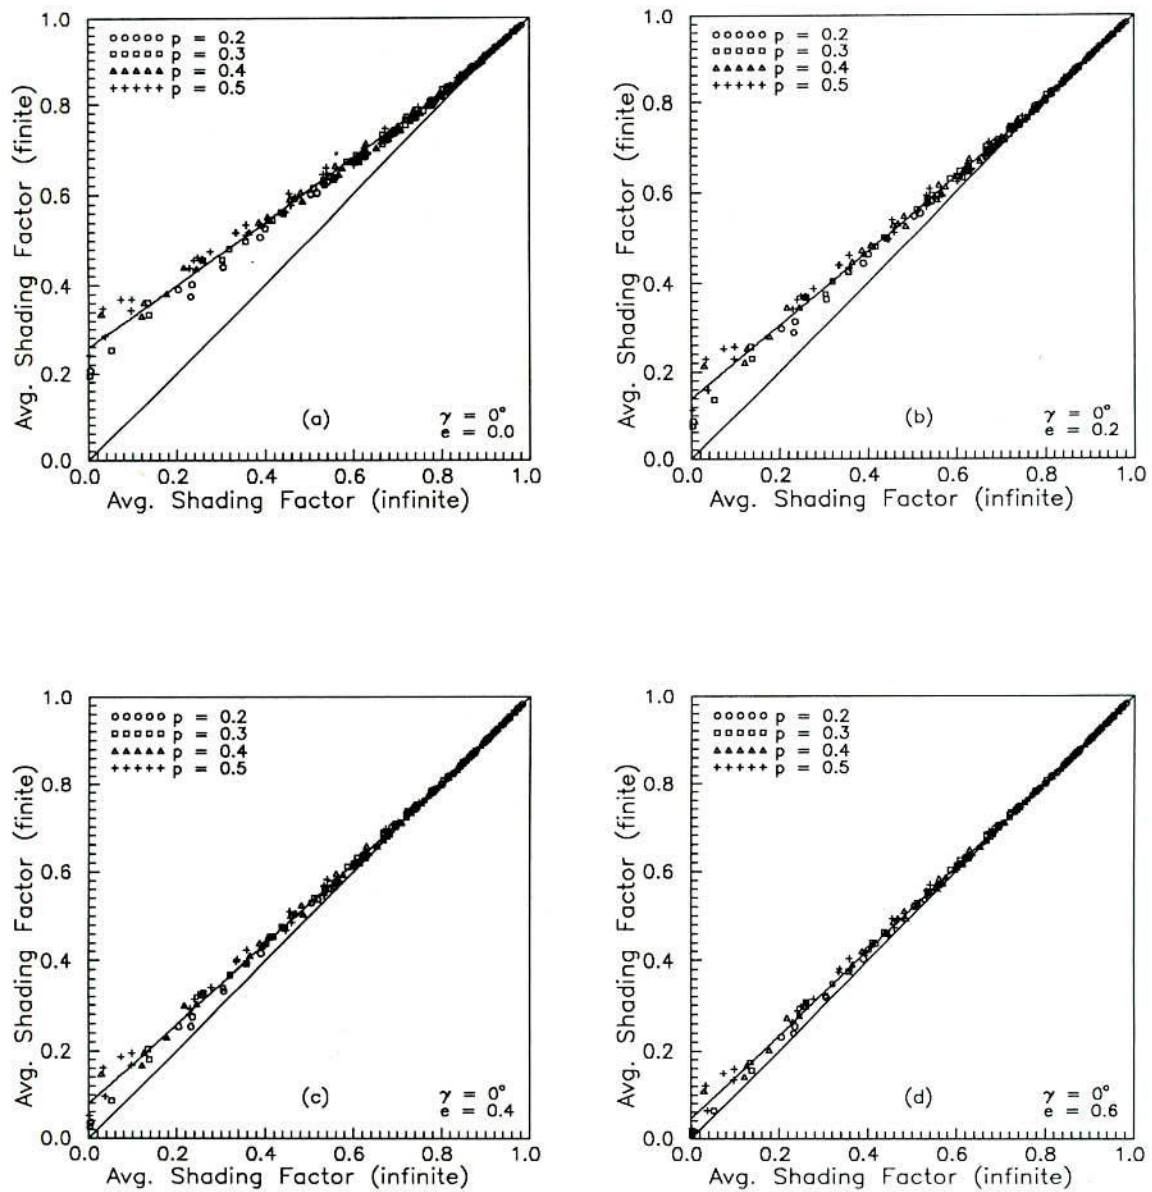 1.0
0.8
0.6
0.4
0.2
0.0
Avg. Shading Factor (finite)
p = 0.2
p = 0.3
p = 0.4
p = 0.5
(a)
γ = 0°
e = 0.0
0.0 0.2 0.4 0.6 0.8 1.0
Avg. Shading Factor (infinite)
1.0
0.8
0.6
0.4
0.2
0.0
Avg. Shading Factor (finite)
p = 0.2
p = 0.3
p = 0.4
p = 0.5
(b)
γ = 0°
e = 0.2
0.0 0.2 0.4 0.6 0.8 1.0
Avg. Shading Factor (infinite)
1.0
0.8
0.6
0.4
0.2
0.0
Avg. Shading Factor (finite)
p = 0.2
p = 0.3
p = 0.4
p = 0.5
(c)
γ = 0°
e = 0.4
0.0 0.2 0.4 0.6 0.8 1.0
Avg. Shading Factor (infinite)
1.0
0.8
0.6
0.4
0.2
0.0
Avg. Shading Factor (finite)
p = 0.2
p = 0.3
p = 0.4
p = 0.5
(d)
γ = 0°
e = 0.6
0.0 0.2 0.4 0.6 0.8 1.0
Avg. Shading Factor (infinite)